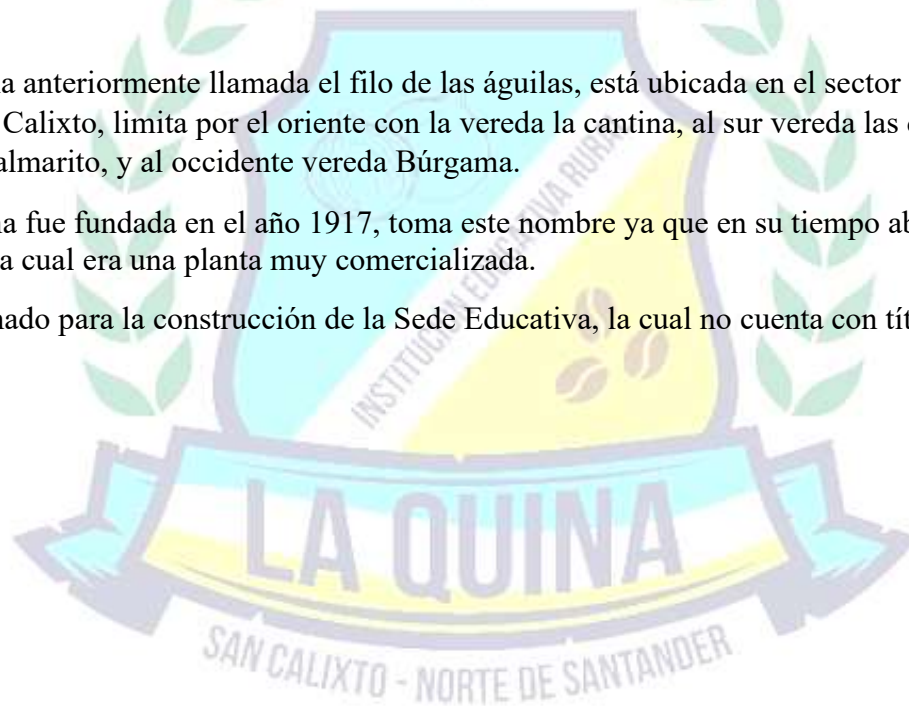 a anteriormente llamada el filo de las águilas, está ubicada en el sector
Calixto, limita por el oriente con la vereda la cantina, al sur vereda las
almarito, y al occidente vereda Búrgama.
a fue fundada en el año 1917, toma este nombre ya que en su tiempo ab
a cual era una planta muy comercializada.
nado para la construcción de la Sede Educativa, la cual no cuenta con tít
INSTITUCIÓN EDUCATIVA RURAL
LA QUINA
SAN CALIXTO - NORTE DE SANTANDER